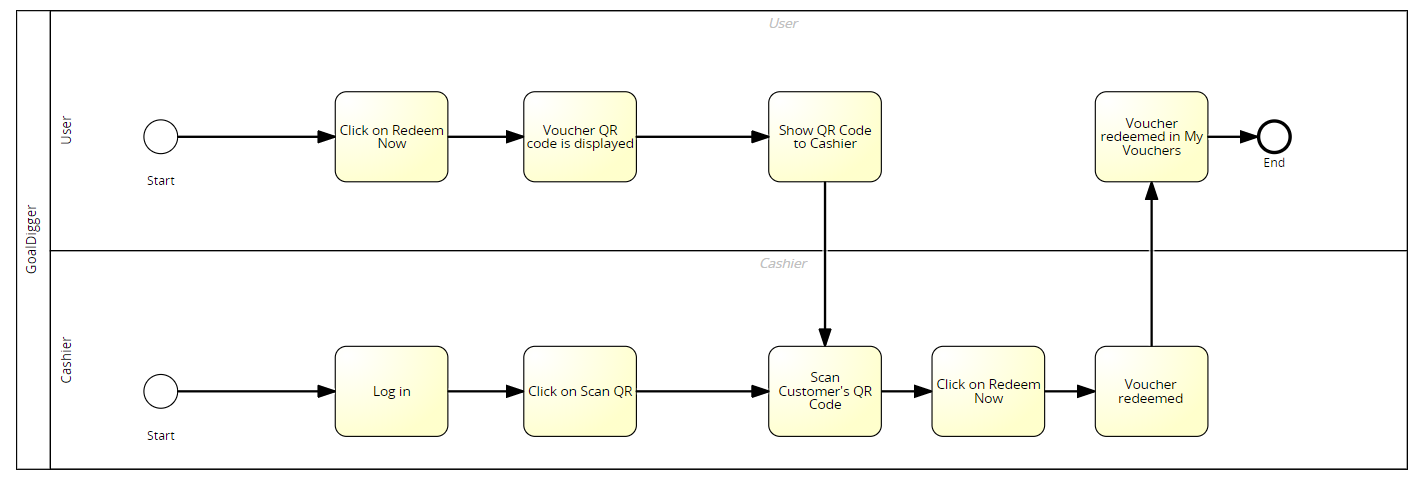 GoalDigger
User
User
Start
Click on Redeem
Now
Voucher QR
code is displayed
Show QR Code
to Cashier
Voucher
redeemed in My
Vouchers
End
Cashier
Cashier
Start
Log in
Click on Scan QR
Scan
Customer's QR
Code
Click on Redeem
Now
Voucher
redeemed